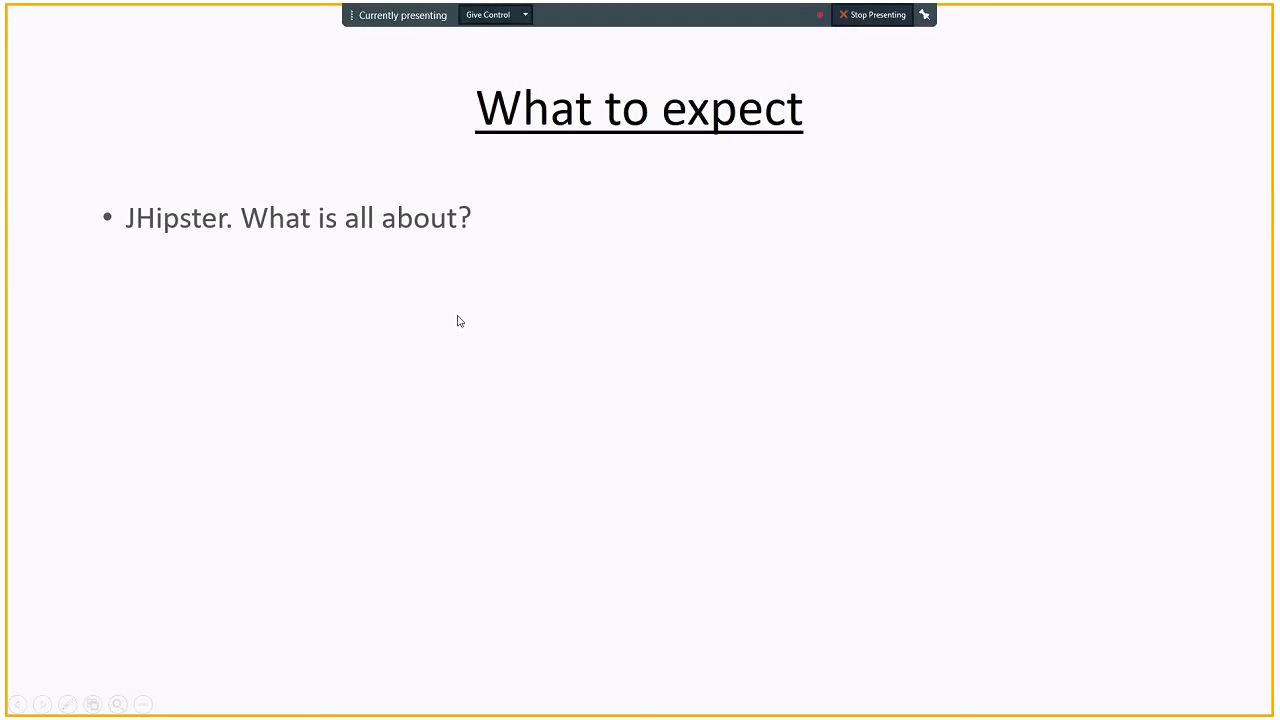 Currently presenting Give Control Stop Presenting
What to expect
• JHipster. What is all about?